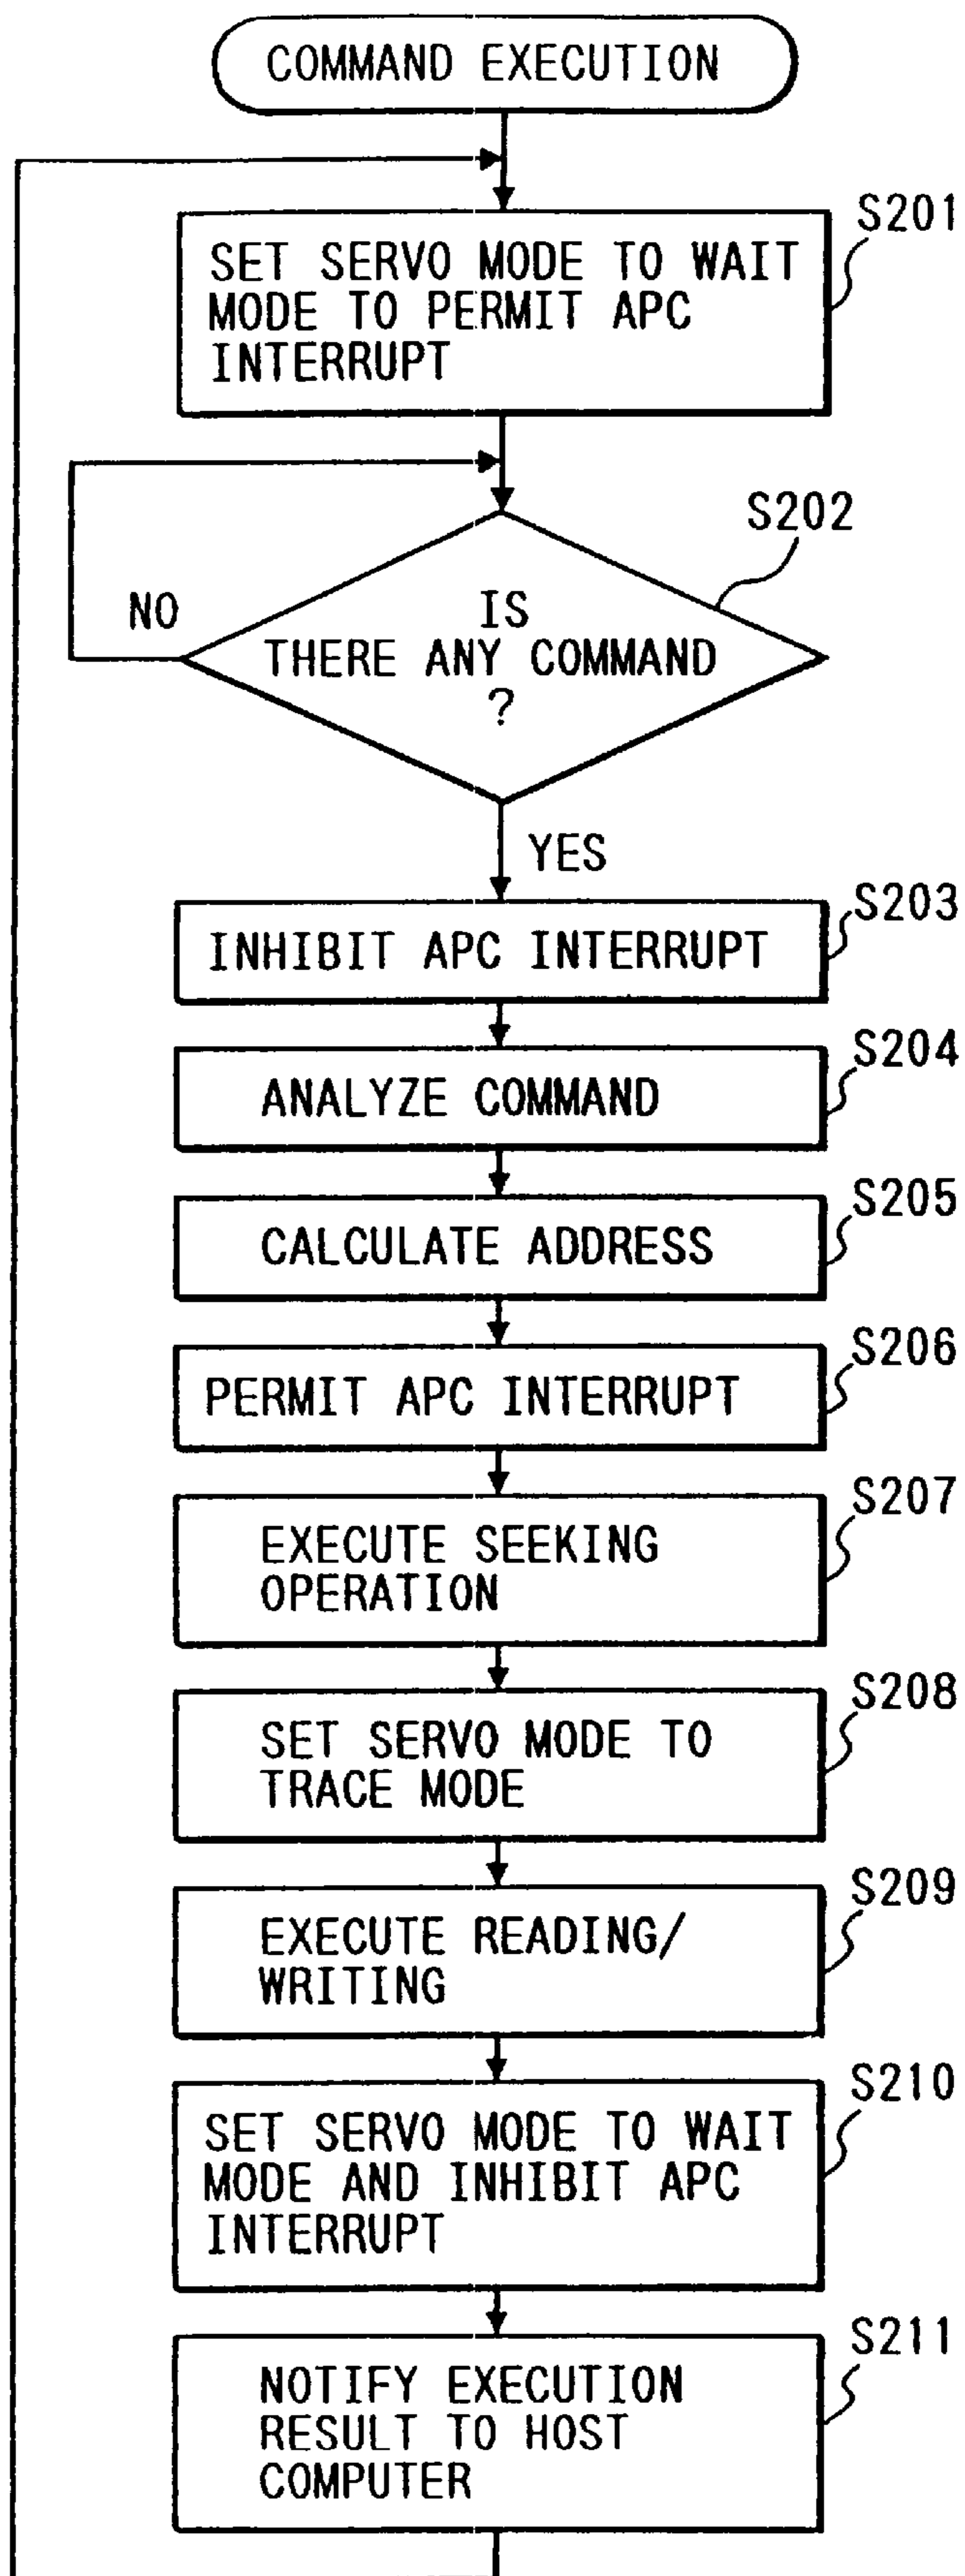 COMMAND EXECUTION
S201
SET SERVO MODE TO WAIT
MODE TO PERMIT APC
INTERRUPT
S202
NO
IS
THERE ANY COMMAND
?
YES
S203
INHIBIT APC INTERRUPT
S204
ANALYZE COMMAND
S205
CALCULATE ADDRESS
S206
PERMIT APC INTERRUPT
S207
EXECUTE SEEKING
OPERATION
S208
SET SERVO MODE TO
TRACE MODE
S209
EXECUTE READING/
WRITING
S210
SET SERVO MODE TO WAIT
MODE AND INHIBIT APC
INTERRUPT
S211
NOTIFY EXECUTION
RESULT TO HOST
COMPUTER